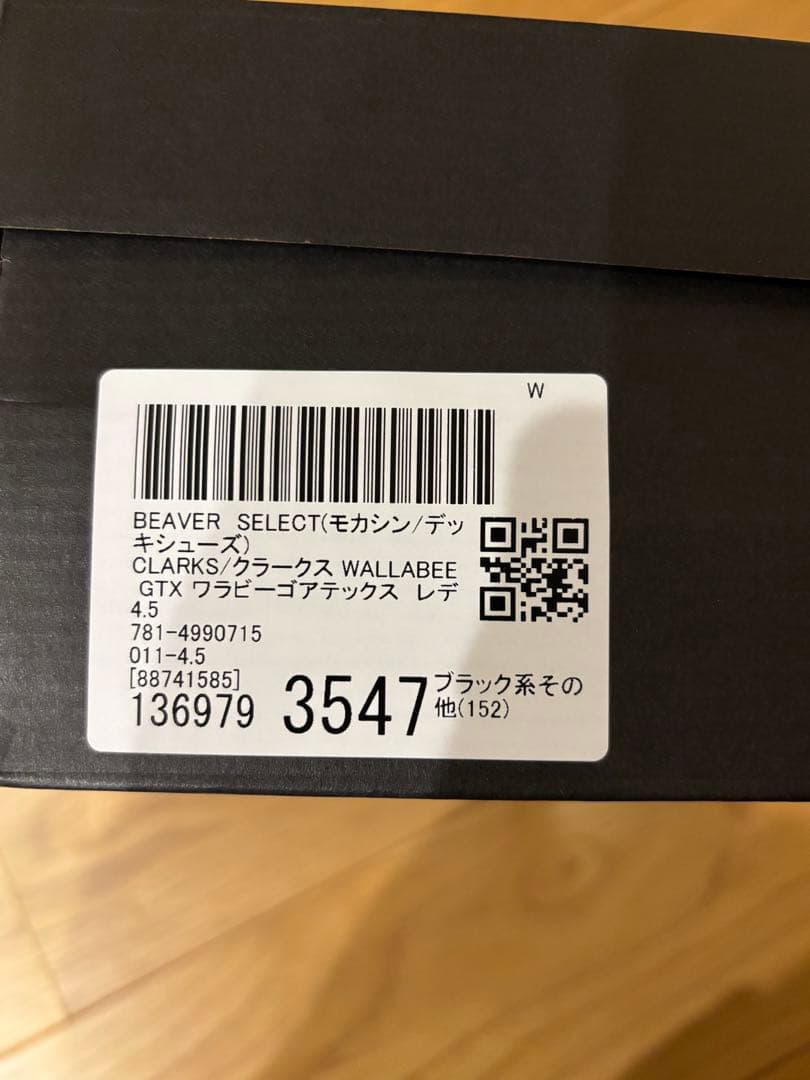 W
BEAVER SELECT(モカシン/デッ
キシューズ)
CLARKS/クラークス WALLABEE
GTX ワラビーゴアテックス レデ
4.5
781-4990715
011-4.5
[88741585]
136979 3547 ブラック系その
他(152)